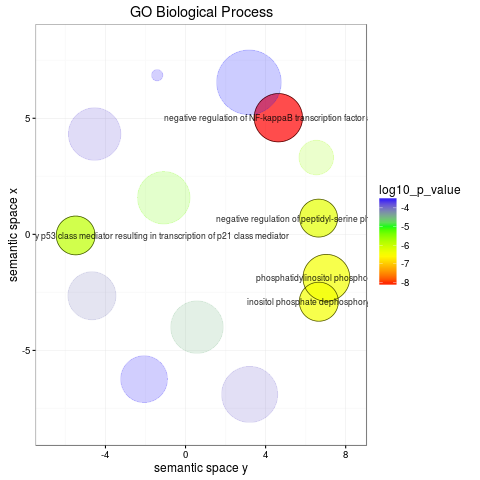 GO Biological Process
negative regulation of NF-kappaB transcription factor
negative regulation of peptidyl-serine ph
y p53 class mediator resulting in transcription of p21 class mediator
phosphatidylinositol phospho
inositol phosphate dephosphory
5
0
-5
-4
0
4
8
semantic space y
semantic space x
log10_p_value
-4
-5
-6
-7
-8